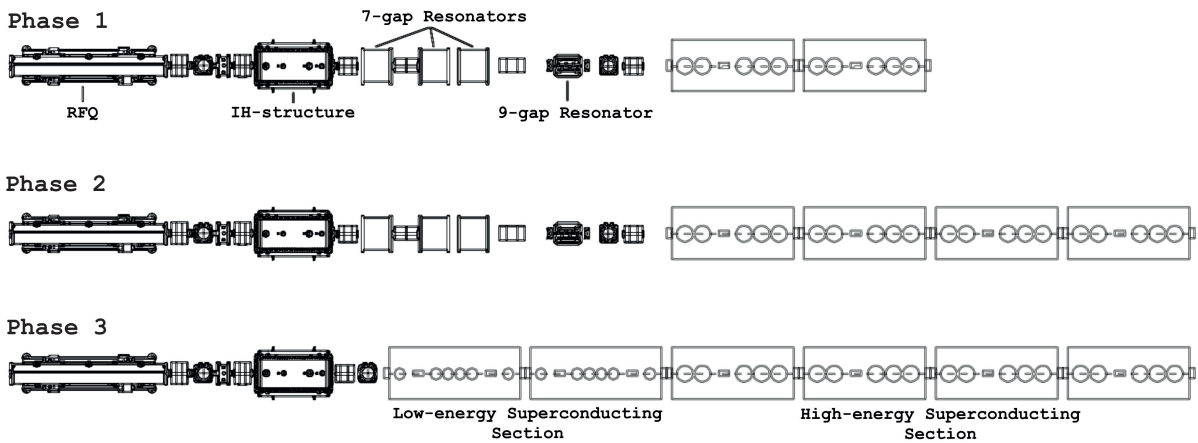 Phase 1
7-gap Resonators
RFQ
IH-structure
9-gap Resonator
Phase 2
Phase 3
Low-energy Superconducting
Section
High-energy Superconducting
Section